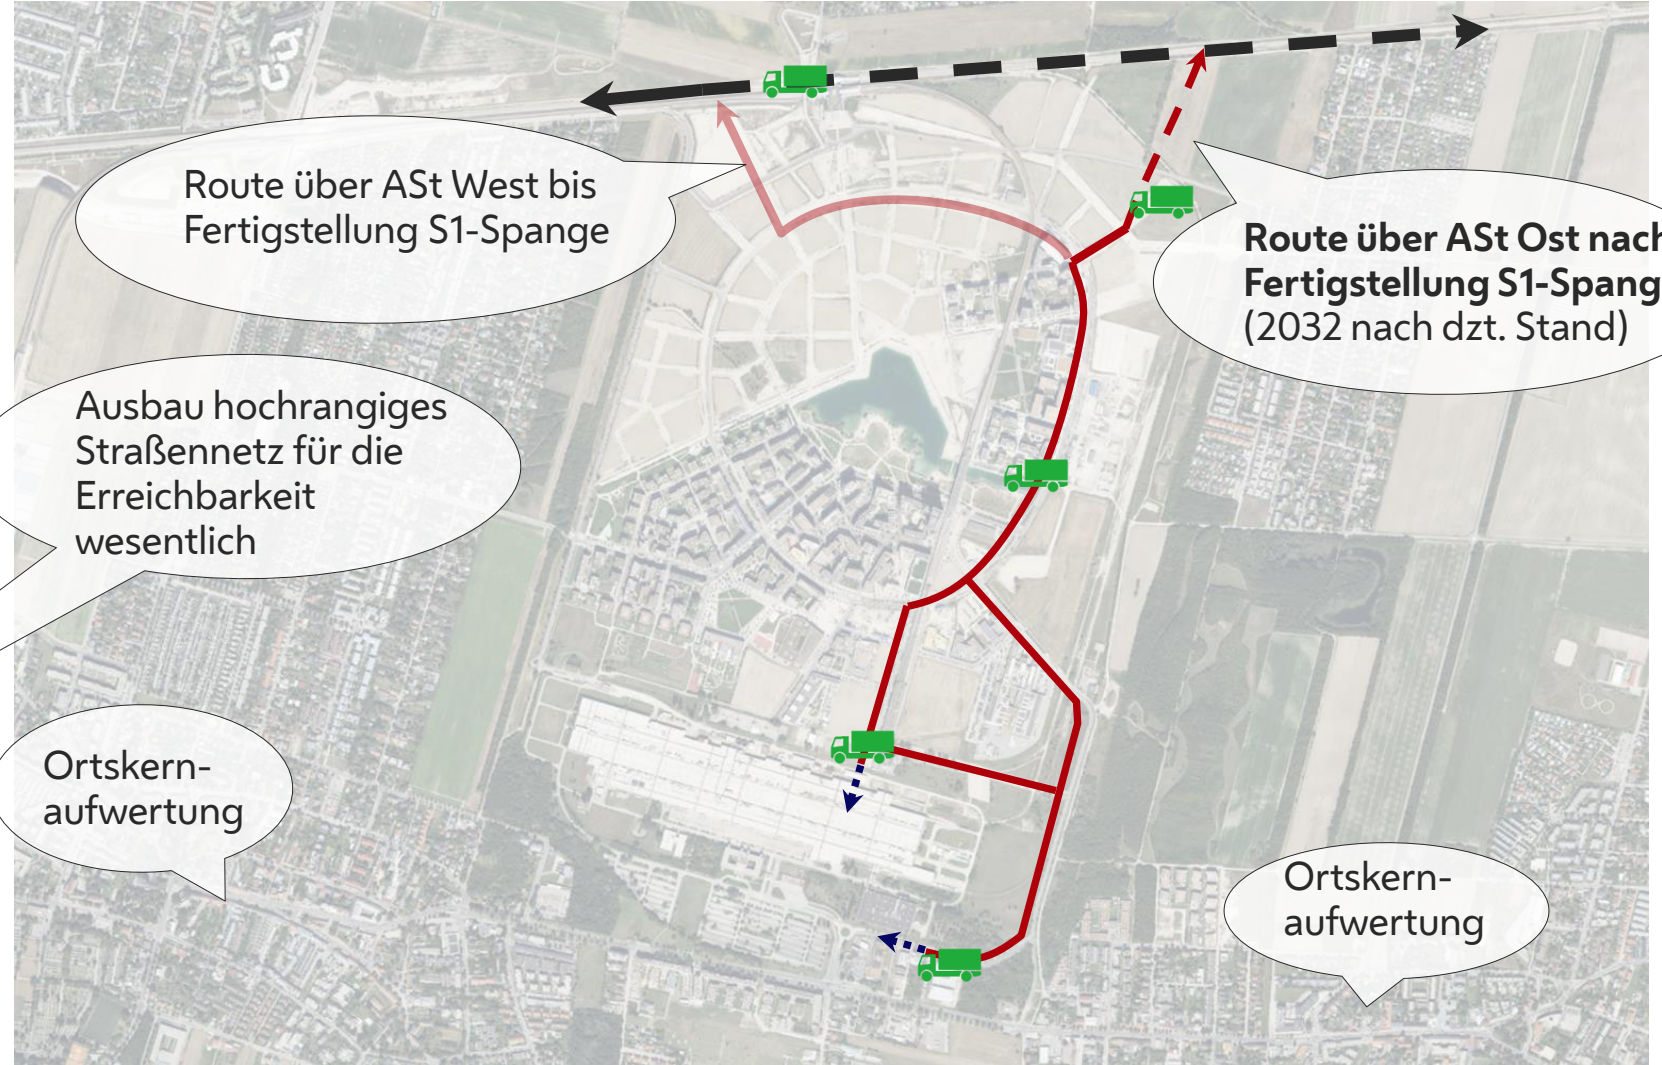 Route über ASt West bis
Fertigstellung S1-Spange
Route über ASt Ost nach
Fertigstellung S1-Spang
(2032 nach dzt. Stand)
Ausbau hochrangiges
Straßennetz für die
Erreichbarkeit
wesentlich
Ortskern-
aufwertung
Ortskern-
aufwertung